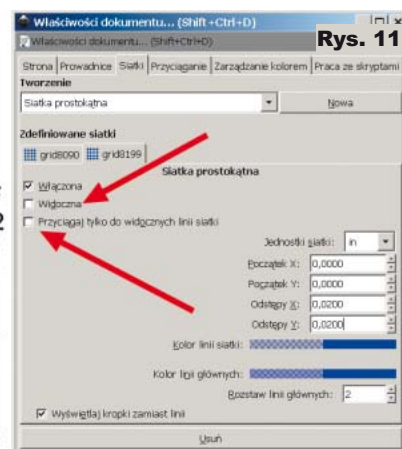 Właściwości dokumentu... (Shift+Ctrl+D)
Rys. 11
Właściwości dokumentu... (Shift+Ctrl+D)
Strona Prowadnice Siatki Przyciąganie Zarządzanie kolorem Praca ze skryptami
Tworzenie
Siatka prostokątna Nowa
Zdefiniowane siatki
grid8090 grid8199
Siatka prostokątna
Włączona
Widoczna
2
Przyciągaj tylko do widocznych linii siatki
Jednostki siatki: in
Początek X: 0,0000
Początek Y: 0,0000
Odstępy X: 0,0200
Odstępy Y: 0,0200
Kolor linii siatki:
Kolor linii głównych:
Rozstaw linii głównych: 2
Wyświetlaj kropki zamiast linii
Usuń